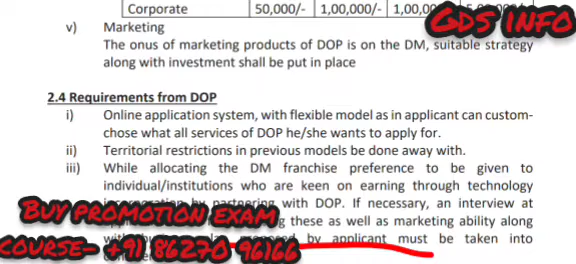 Corporate 50,000/- 1,00,000/- 1,00,0
GDS INFO
v) Marketing
The onus of marketing products of DOP is on the DM, suitable strategy
along with investment shall be put in place
2.4 Requirements from DOP
i) Online application system, with flexible model as in applicant can custom-
chose what all services of DOP he/she wants to apply for.
ii) Territorial restrictions in previous models be done away with.
iii) While allocating the DM franchise preference to be given to
individual/institutions who are keen on earning through technology
partnering with DOP. If necessary, an interview at
BUY PROMOTION EXAM
these as well as marketing ability along
COURSE- +91 86270 96166
by applicant must be taken into